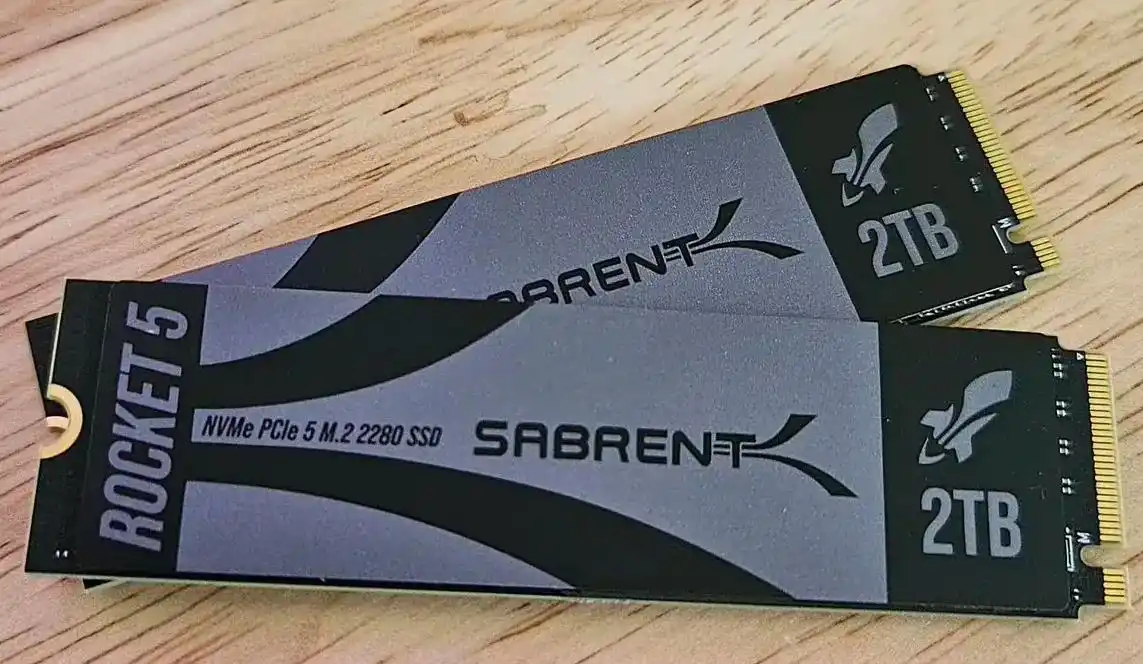 SABRENT
2TB
ROCKET 5
NVMe PCIe 5 M.2 2280 SSD
SABRENT
2TB
M
M